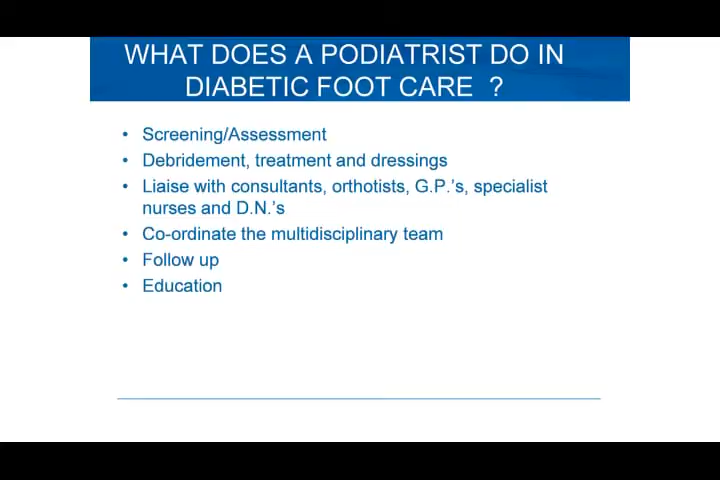 WHAT DOES A PODIATRIST DO IN
DIABETIC FOOT CARE  ?
• Screening/Assessment
• Debridement, treatment and dressings
• Liaise with consultants, orthotists, G.P.'s, specialist
nurses and D.N.'s
• Co-ordinate the multidisciplinary team
• Follow up
• Education